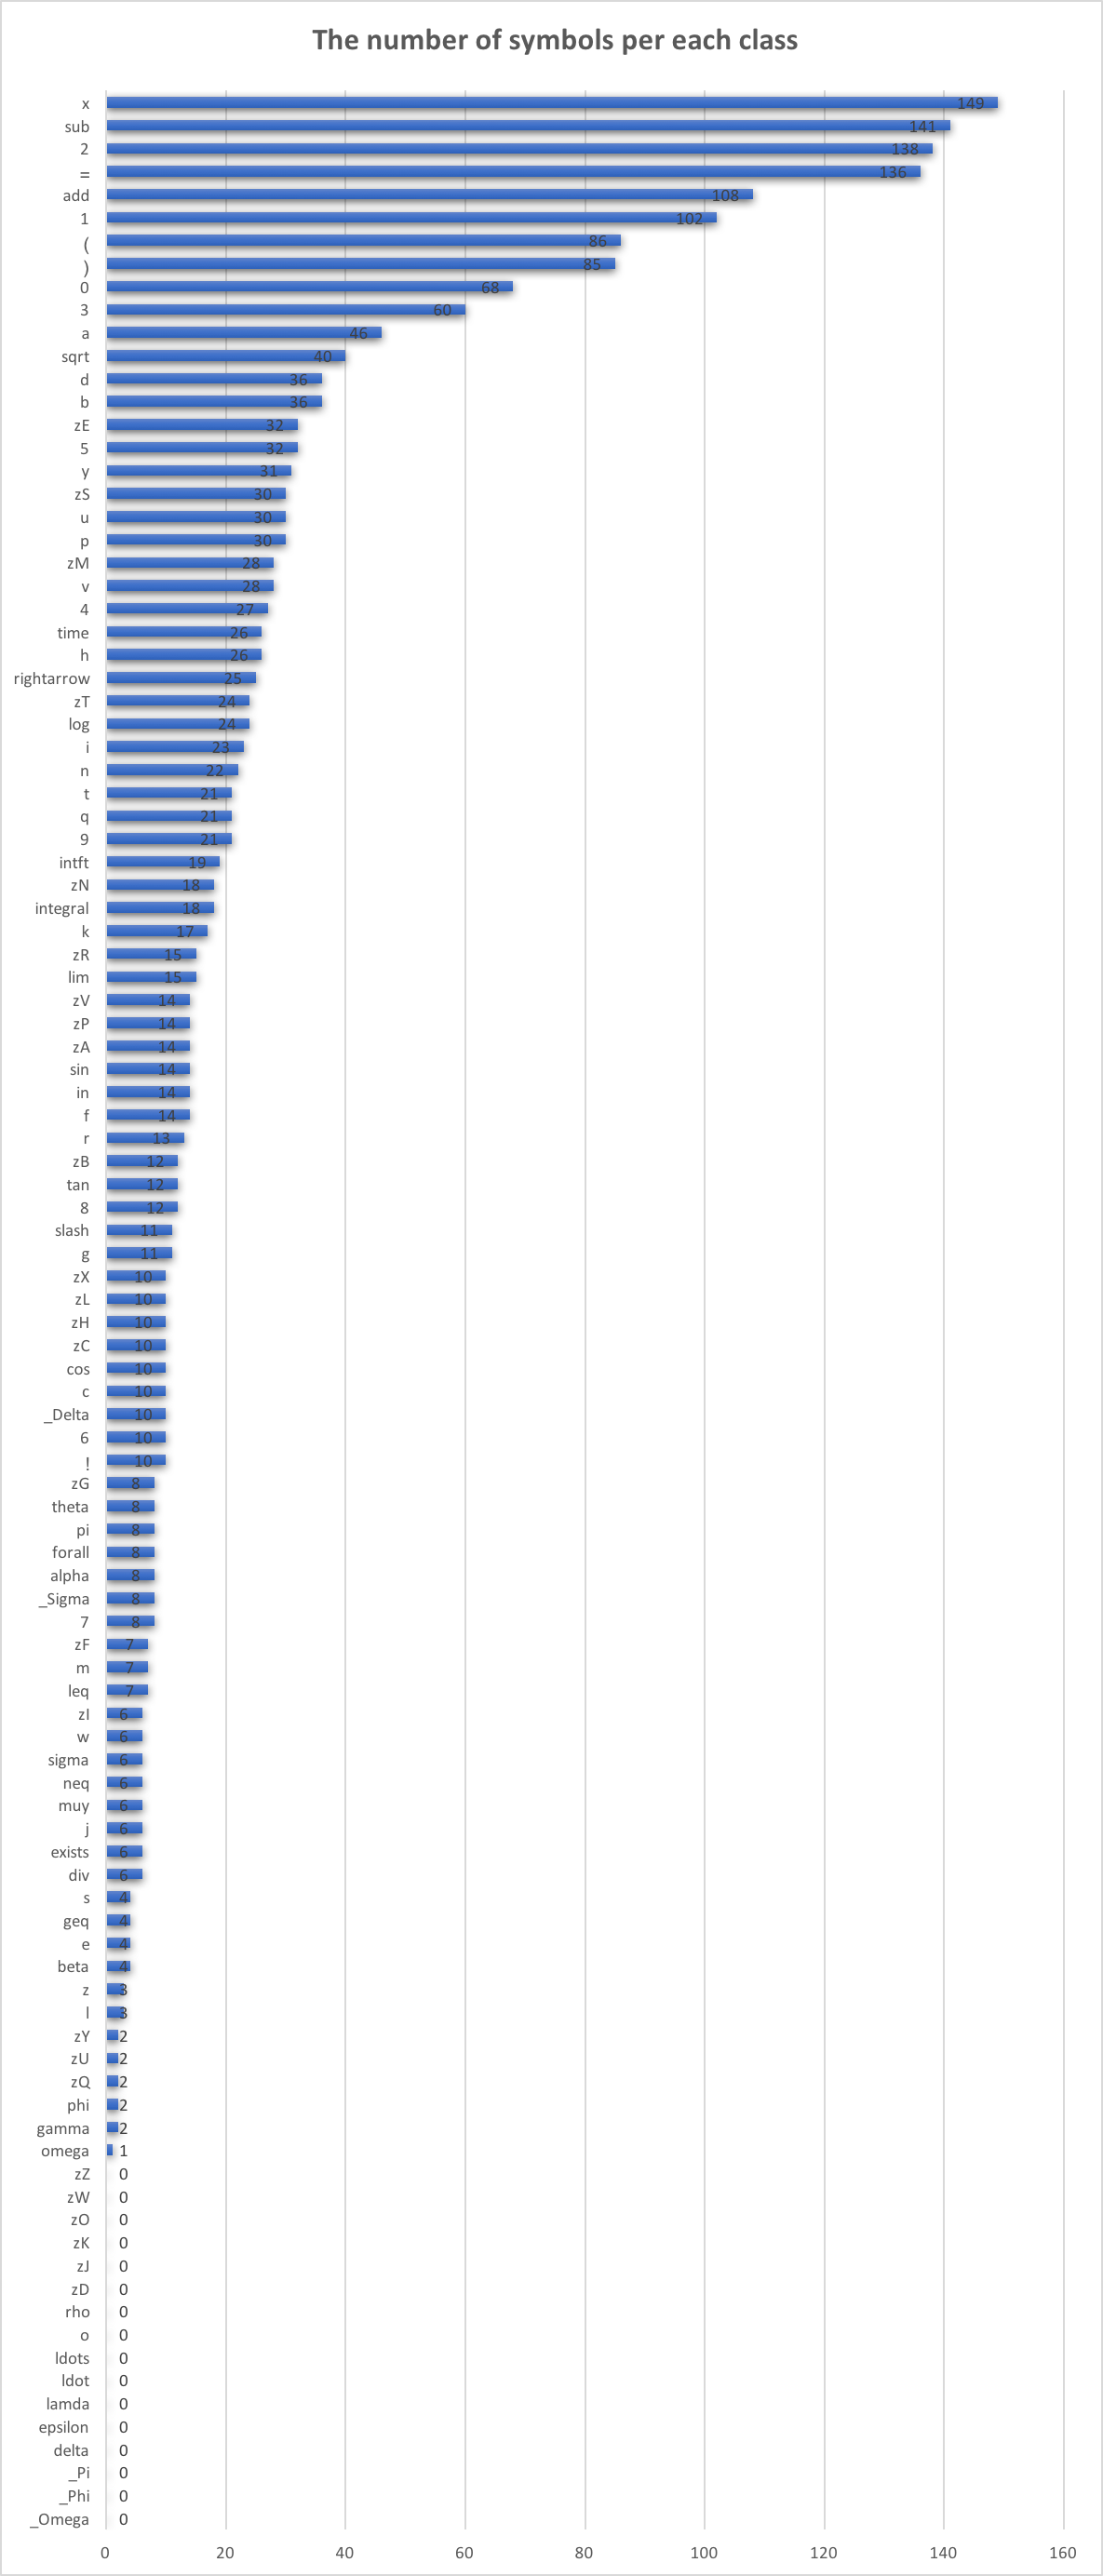 The number of symbols per each class
x 149
sub 141
2 138
= 136
add 108
1 102
( 86
) 85
0 68
3 60
a 46
sqrt 40
d 36
b 36
zE 32
5 32
y 31
zS 30
u 30
p 30
zM 28
v 28
4 27
time 26
h 26
rightarrow 25
zT 24
log 24
i 23
n 22
t 21
q 21
9 21
intft 19
zN 18
integral 18
k 17
zR 15
lim 15
zV 14
zP 14
zA 14
sin 14
in 14
f 14
r 13
zB 12
tan 12
8 12
slash 11
g 11
zX 10
zL 10
zH 10
zC 10
cos 10
c 10
_Delta 10
6 10
! 10
zG 8
theta 8
pi 8
forall 8
alpha 8
_Sigma 8
7 8
zF 7
m 7
leq 7
zI 6
w 6
sigma 6
neq 6
muy 6
j 6
exists 6
div 6
s 4
geq 4
e 4
beta 4
z 3
l 3
zY 2
zU 2
zQ 2
phi 2
gamma 2
omega 1
zZ 0
zW 0
zO 0
zK 0
zJ 0
zD 0
rho 0
o 0
ldots 0
ldot 0
lamda 0
epsilon 0
delta 0
_Pi 0
_Phi 0
_Omega 0
0 20 40 60 80 100 120 140 160